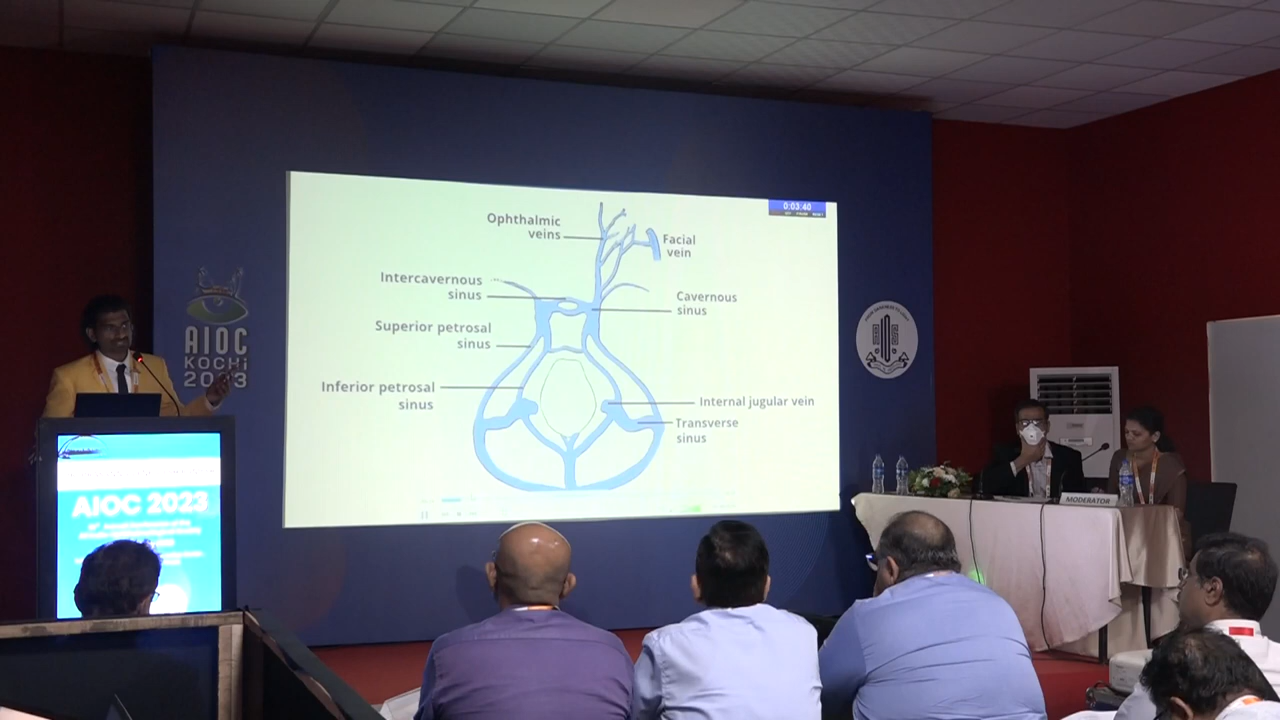 0:03:40
Ophthalmic
veins
Facial
vein
Intercavernous
sinus
Cavernous
sinus
Superior petrosal
sinus
Inferior petrosal
sinus
Internal jugular vein
Transverse
sinus
AIOC
KOCHI
2023
AIOC 2023
MODERATOR